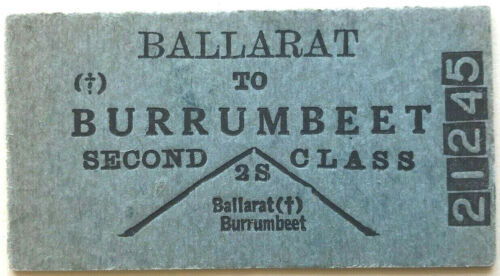 BALLARAT
(†) TO
BURRUMBEET
SECOND CLASS
2S
Ballarat(†)
Burrumbeet
21245